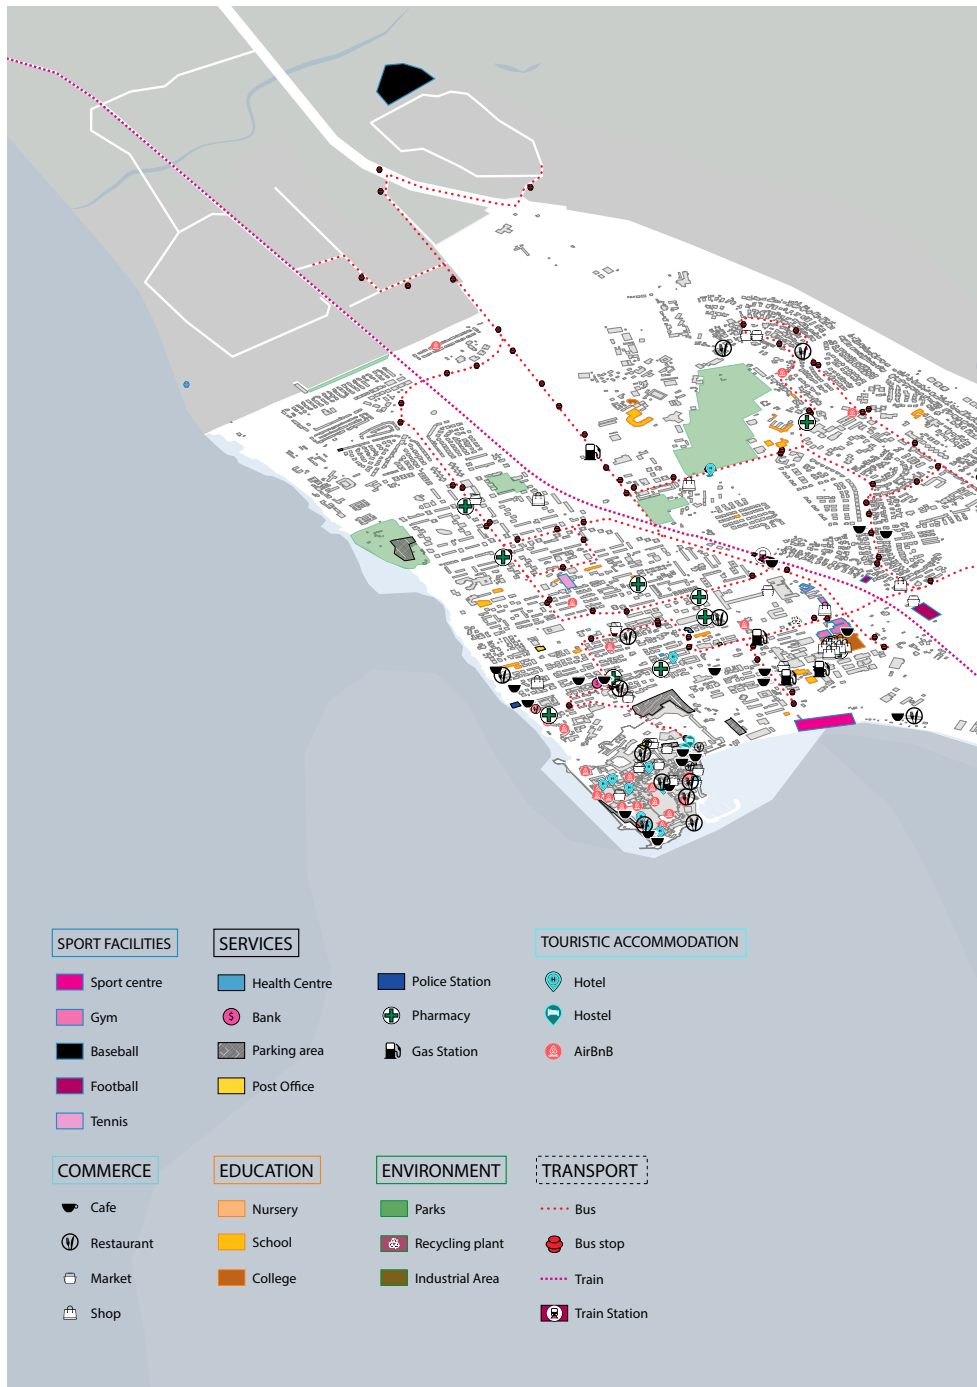 SPORT FACILITIES
Sport centre
Gym
Baseball
Football
Tennis
SERVICES
Health Centre
Bank
Parking area
Post Office
Police Station
Pharmacy
Gas Station
TOURISTIC ACCOMMODATION
Hotel
Hostel
AirBnB
COMMERCE
Cafe
Restaurant
Market
Shop
EDUCATION
Nursery
School
College
ENVIRONMENT
Parks
Recycling plant
Industrial Area
TRANSPORT
Bus
Bus stop
Train
Train Station